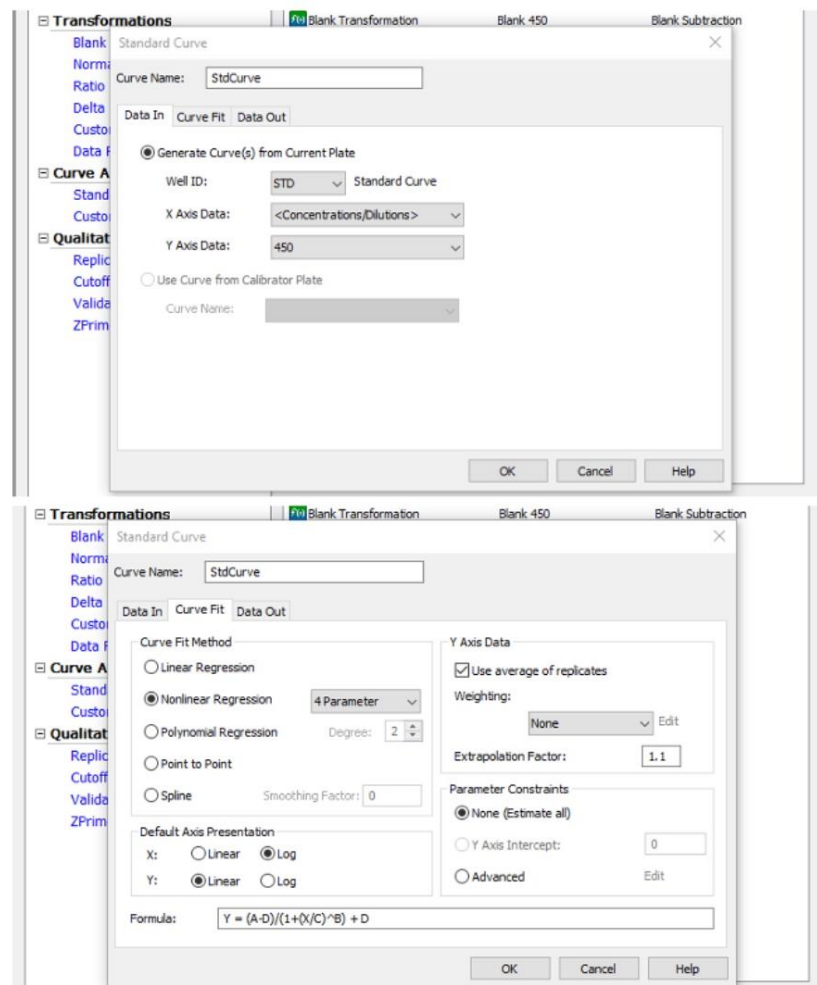 Transformations
f(x) Blank Transformation Blank 450 Blank Subtraction
Blank
Standard Curve
Norma
Curve Name: StdCurve
Ratio
Delta
Data In Curve Fit Data Out
Custo
Data F
Generate Curve(s) from Current Plate
Curve A
Well ID: STD Standard Curve
Stand
Custo
X Axis Data: <Concentrations/Dilutions>
Qualitat
Y Axis Data: 450
Replic
Cutoff
Use Curve from Calibrator Plate
Valida
Curve Name:
ZPrim
OK Cancel Help
Transformations
f(x) Blank Transformation Blank 450 Blank Subtraction
Blank
Standard Curve
Norma
Curve Name: StdCurve
Ratio
Delta
Data In Curve Fit Data Out
Custo
Data F
Curve Fit Method
Y Axis Data
Curve A
Linear Regression
Use average of replicates
Stand
Nonlinear Regression 4 Parameter
Weighting:
Custo
None Edit
Qualitat
Polynomial Regression Degree: 2
Replic
Point to Point
Extrapolation Factor: 1.1
Cutoff
Valida
Spline Smoothing Factor: 0
Parameter Constraints
None (Estimate all)
ZPrim
Default Axis Presentation
Y Axis Intercept: 0
X: Linear Log
Y: Linear Log
Advanced Edit
Formula: Y = (A-D)/(1+(X/C)^B) + D
OK Cancel Help